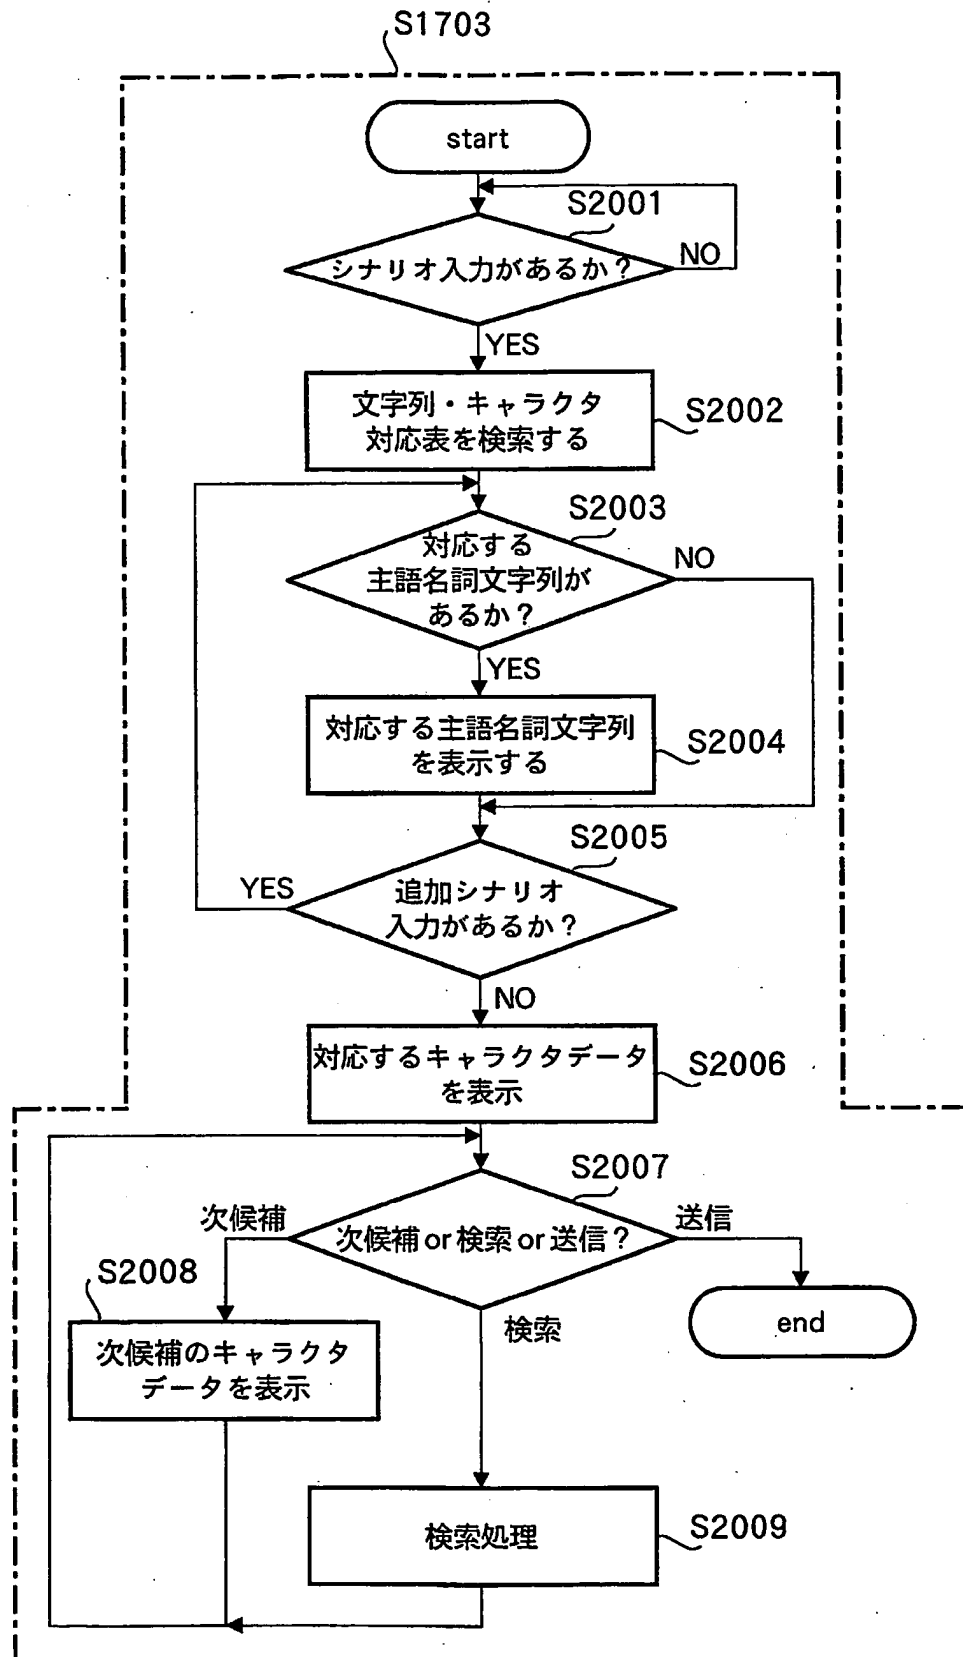 S1703
start
S2001
シナリオ入力があるか？
NO
YES
文字列・キャラクタ
対応表を検索する
S2002
S2003
対応する
主語名詞文字列が
あるか？
NO
YES
対応する主語名詞文字列
を表示する
S2004
S2005
YES
追加シナリオ
入力があるか？
NO
対応するキャラクタデータ
を表示
S2006
S2007
次候補
次候補or検索or送信？
送信
S2008
end
検索
次候補のキャラクタ
データを表示
検索処理
S2009